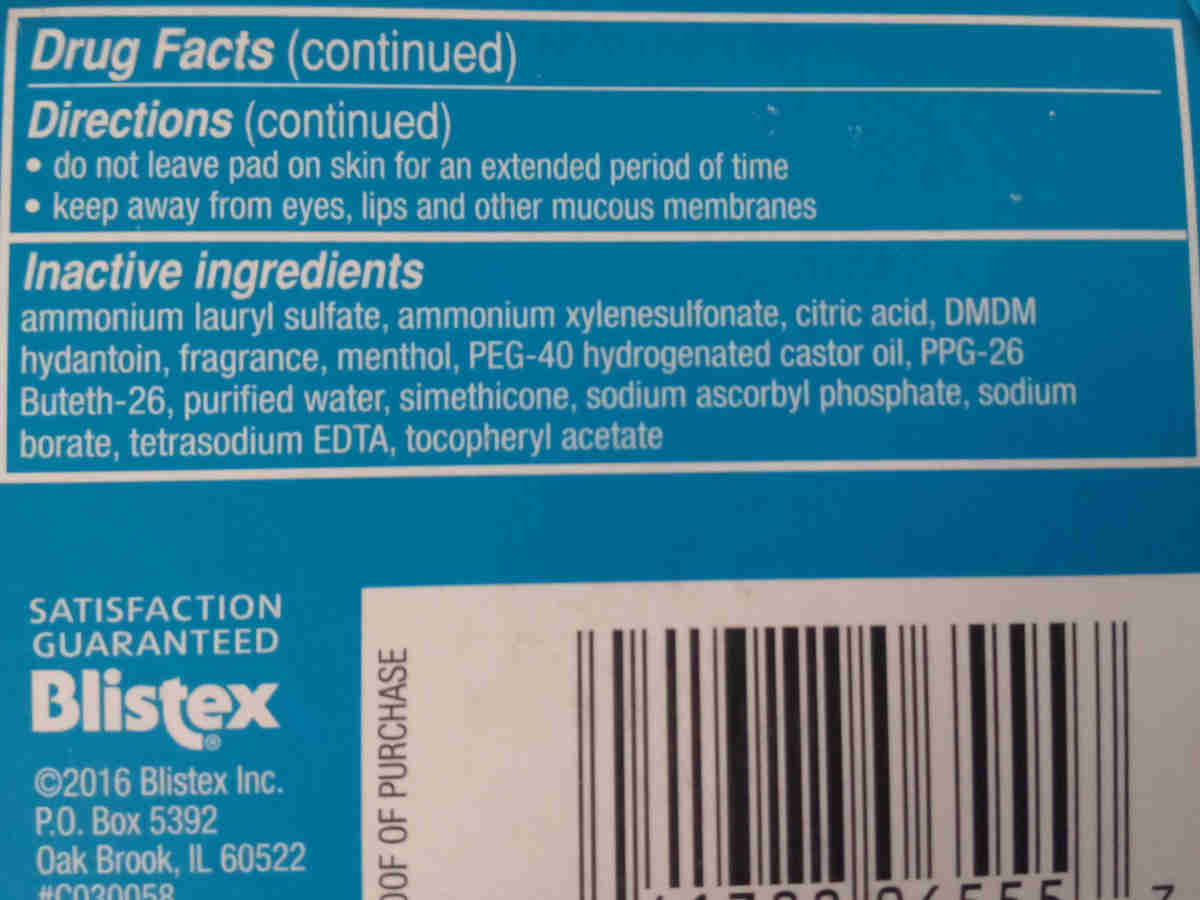 Drug Facts (continued)
Directions (continued)
• do not leave pad on skin for an extended period of time
• keep away from eyes, lips and other mucous membranes
Inactive ingredients
ammonium lauryl sulfate, ammonium xylenesulfonate, citric acid, DMDM
hydantoin, fragrance, menthol, PEG-40 hydrogenated castor oil, PPG-26
Buteth-26, purified water, simethicone, sodium ascorbyl phosphate, sodium
borate, tetrasodium EDTA, tocopheryl acetate
SATISFACTION
GUARANTEED
Blistex®
©2016 Blistex Inc.
P.O. Box 5392
Oak Brook, IL 60522
#C030058
OF PURCHASE